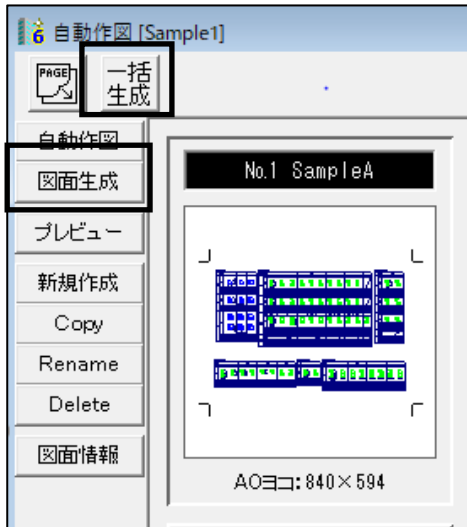 6 自動作図 [Sample1]
PAGE
一括
生成
自動作図
図面生成
プレビュー
新規作成
Copy
Rename
Delete
図面情報
No.1 SampleA
A0ヨコ:840×594